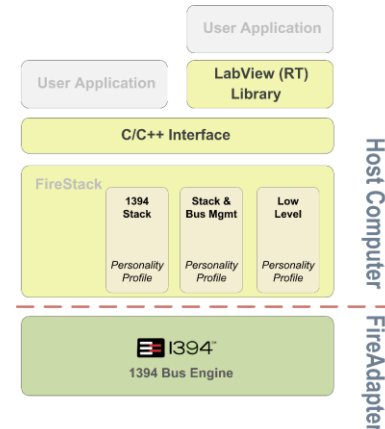 User Application
User Application
LabView (RT)
Library
C/C++ Interface
FireStack
1394
Stack
Personality
Profile
Stack &
Bus Mgmt
Personality
Profile
Low
Level
Personality
Profile
Host Computer
1394™
1394 Bus Engine
FireAdapter